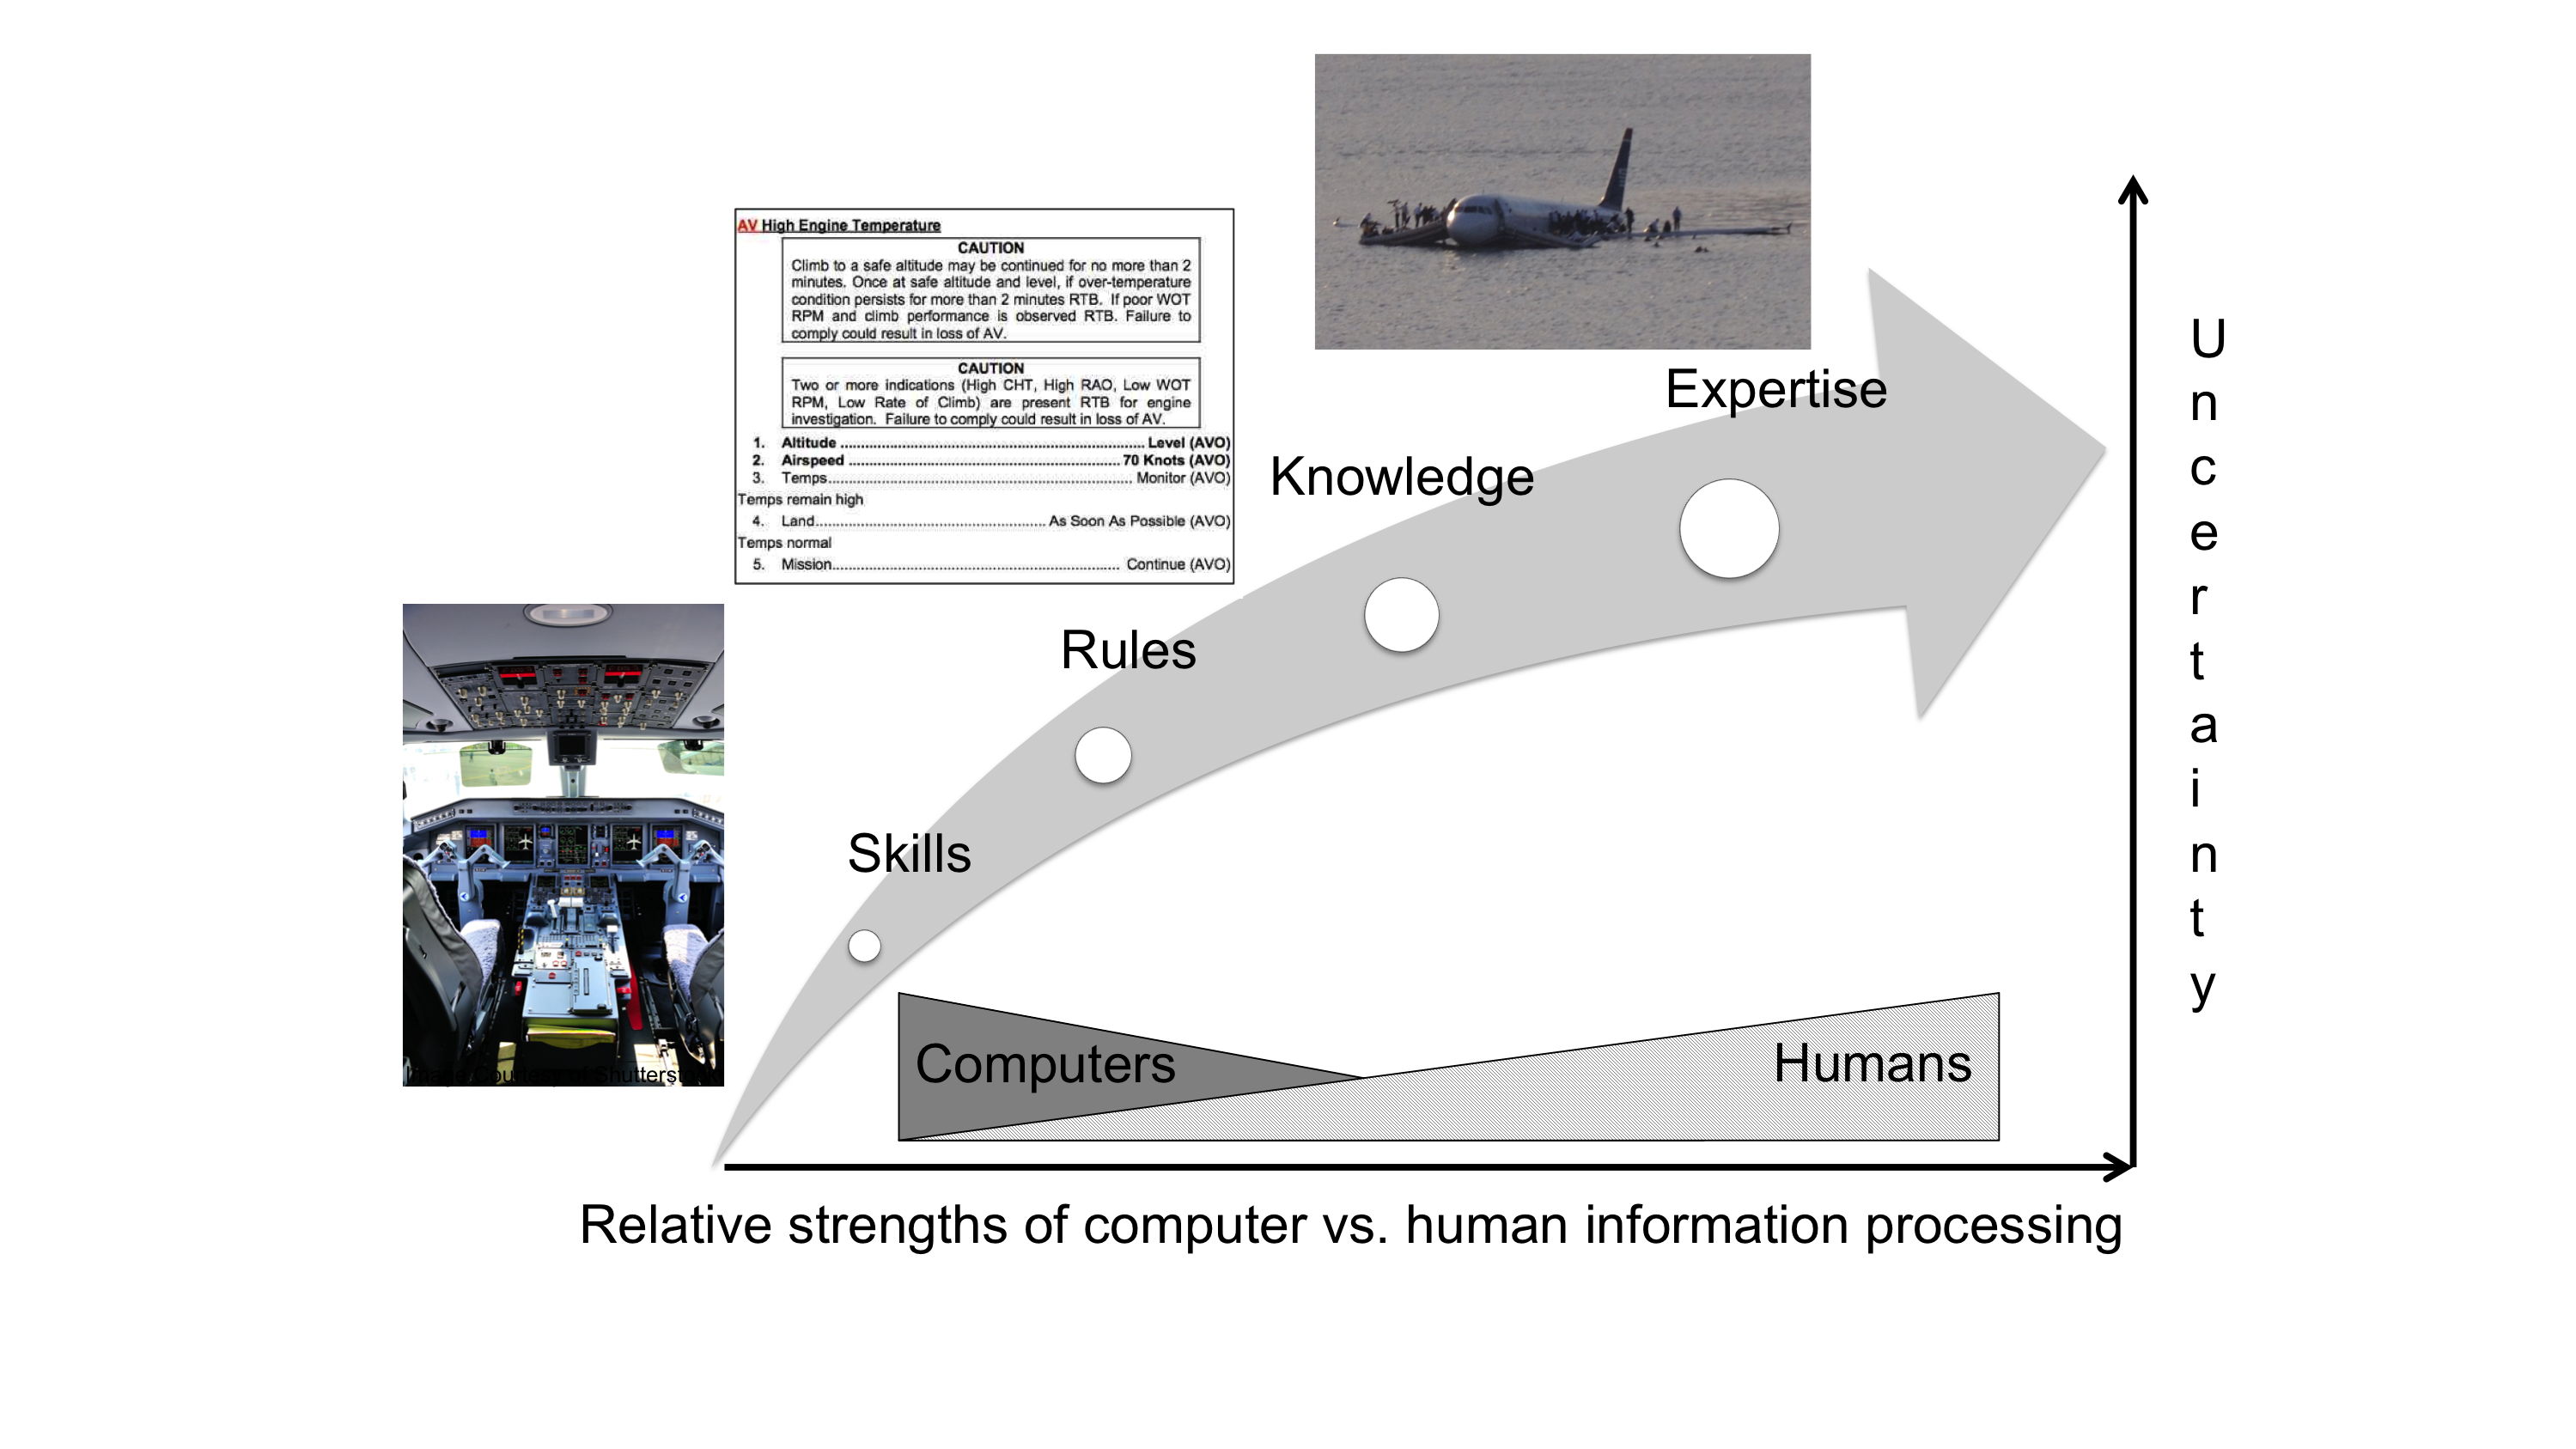 AV High Engine Temperature
CAUTION
Climb to a safe altitude may be continued for no more than 2
minutes. Once at safe altitude and level, if over-temperature
condition persists for more than 2 minutes RTB. If poor WOT
RPM and climb performance is observed RTB. Failure to
comply could result in loss of AV.
CAUTION
Two or more indications (High CHT, High RAO, Low WOT
RPM, Low Rate of Climb) are present RTB for engine
investigation. Failure to comply could result in loss of AV.
1. Altitude ........ Level (AVO)
2. Airspeed ........ 70 Knots (AVO)
3. Temps........ Monitor (AVO)
Temps remain high
4. Land........ As Soon As Possible (AVO)
Temps normal
5. Mission........ Continue (AVO)
Expertise
Knowledge
Rules
Skills
Image Courtesy of Shutterstock
Computers
Humans
Uncertainty
Relative strengths of computer vs. human information processing